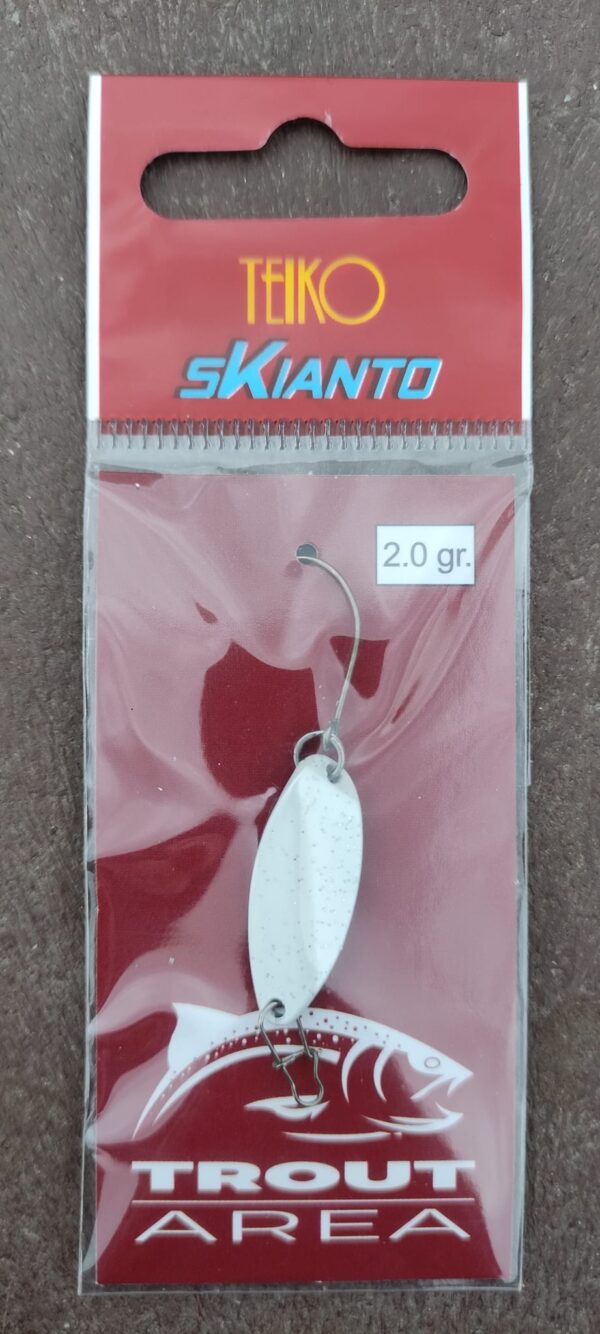 TEIKO
SKIANTO
2.0 gr.
TROUT
AREA